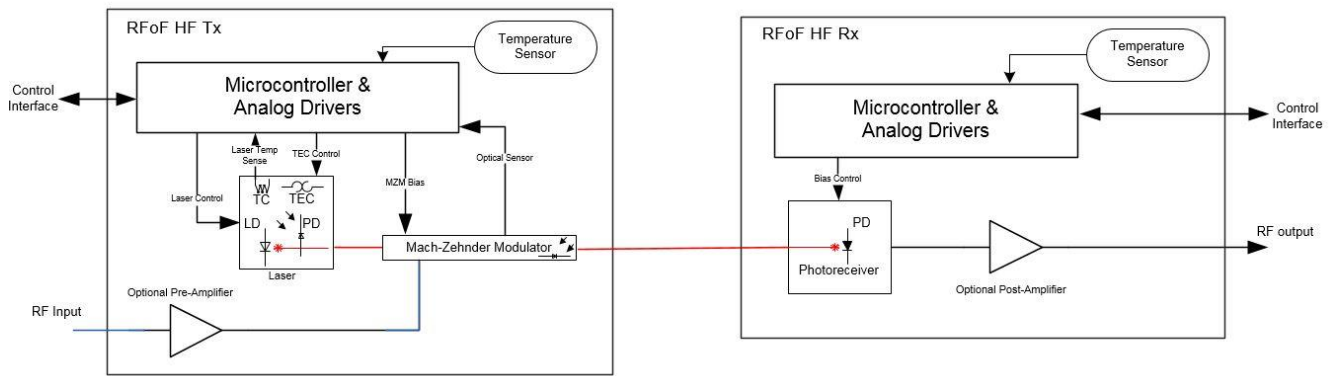 RFoF HF Tx
Temperature
Sensor
Microcontroller &
Analog Drivers
Control
Interface
Laser Temp
Sense
TEC Control
Optical Sensor
MZM Bias
Laser Control
TC
TEC
LD
PD
Mach-Zehnder Modulator
Laser
Optional Pre-Amplifier
RF Input
RFoF HF Rx
Temperature
Sensor
Microcontroller &
Analog Drivers
Control
Interface
Bias Control
PD
Photoreceiver
RF output
Optional Post-Amplifier